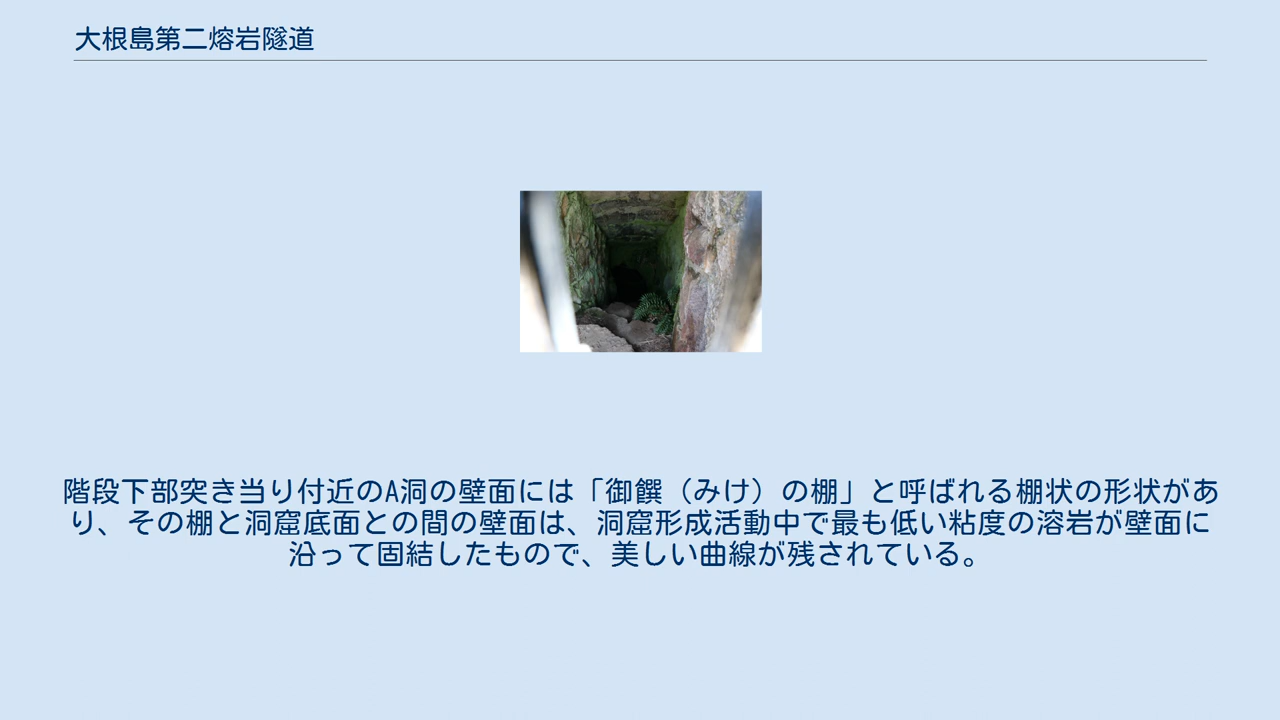 大根島第二熔岩隧道
階段下部突き当り付近のA洞の壁面には「御饌（みけ）の棚」と呼ばれる棚状の形状があ
り、その棚と洞窟底面との間の壁面は、洞窟形成活動中で最も低い粘度の溶岩が壁面に
沿って固結したもので、美しい曲線が残されている。